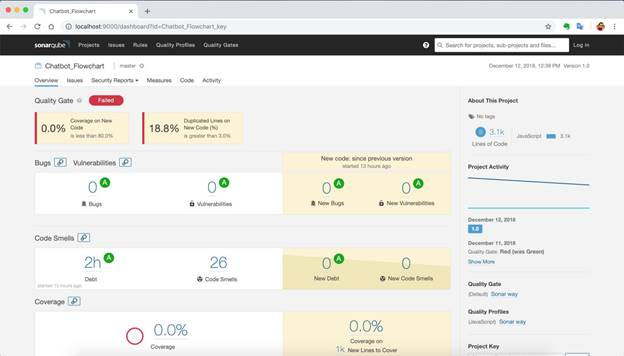 Chatbot_Flowchart
localhost:9000/dashboard?id=Chatbot_Flowchart_key
sonarqube Projects Issues Rules Quality Profiles Quality Gates Search for projects, sub-projects and files... Log in
Chatbot_Flowchart master December 12, 2018, 12:38 PM Version 1.0
Overview Issues Security Reports Measures Code Activity
Quality Gate Failed
0.0% Coverage on New Code is less than 80.0%
18.8% Duplicated Lines on New Code (%) is greater than 3.0%
Bugs Vulnerabilities
New code: since previous version
started 13 hours ago
0 A Bugs
0 A Vulnerabilities
0 A New Bugs
0 A New Vulnerabilities
Code Smells
2h A Debt
26 Code Smells
started 13 hours ago
0 A New Debt
0 New Code Smells
Coverage
0.0%
Coverage
0.0%
Coverage on
1k New Lines to Cover
About This Project
No tags
3.1k
Lines of Code
JavaScript 3.1k
Project Activity
December 12, 2018
1.0
December 11, 2018
Quality Gate: Red (was Green)
Show More
Quality Gate
(Default) Sonar way
Quality Profiles
(JavaScript) Sonar way
Project Key